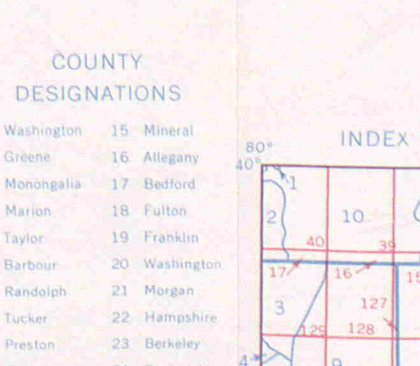 COUNTY
DESIGNATIONS
Washington 15 Mineral
Greene 16 Allegany
Monongalia 17 Bedford
Marion 18 Fulton
Taylor 19 Franklin
Barbour 20 Washington
Randolph 21 Morgan
Tucker 22 Hampshire
Preston 23 Berkeley
INDEX
80°
40°
1
2 10
40 39
17 16 15
3 127
129 128
4 9